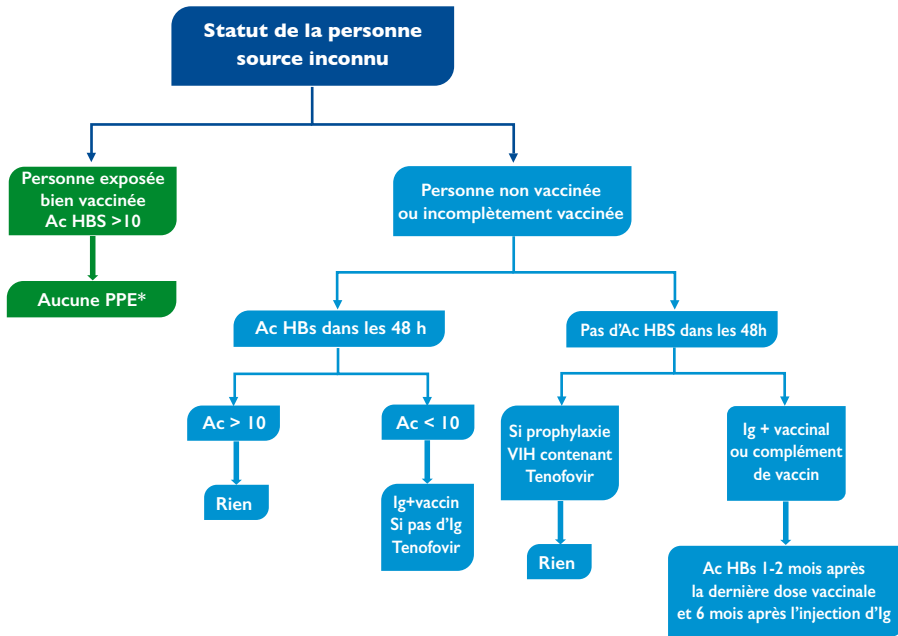 Statut de la personne
source inconnu
Personne exposée
bien vaccinée
Ac HBS >10
Personne non vaccinée
ou incomplètement vaccinée
Aucune PPE*
Ac HBs dans les 48 h
Pas d'Ac HBS dans les 48h
Ac > 10
Ac < 10
Si prophylaxie
VIH contenant
Tenofovir
Ig + vaccinal
ou complément
de vaccin
Rien
Ig+vaccin
Si pas d'Ig
Tenofovir
Rien
Ac HBs 1-2 mois après
la dernière dose vaccinale
et 6 mois après l'injection d'Ig